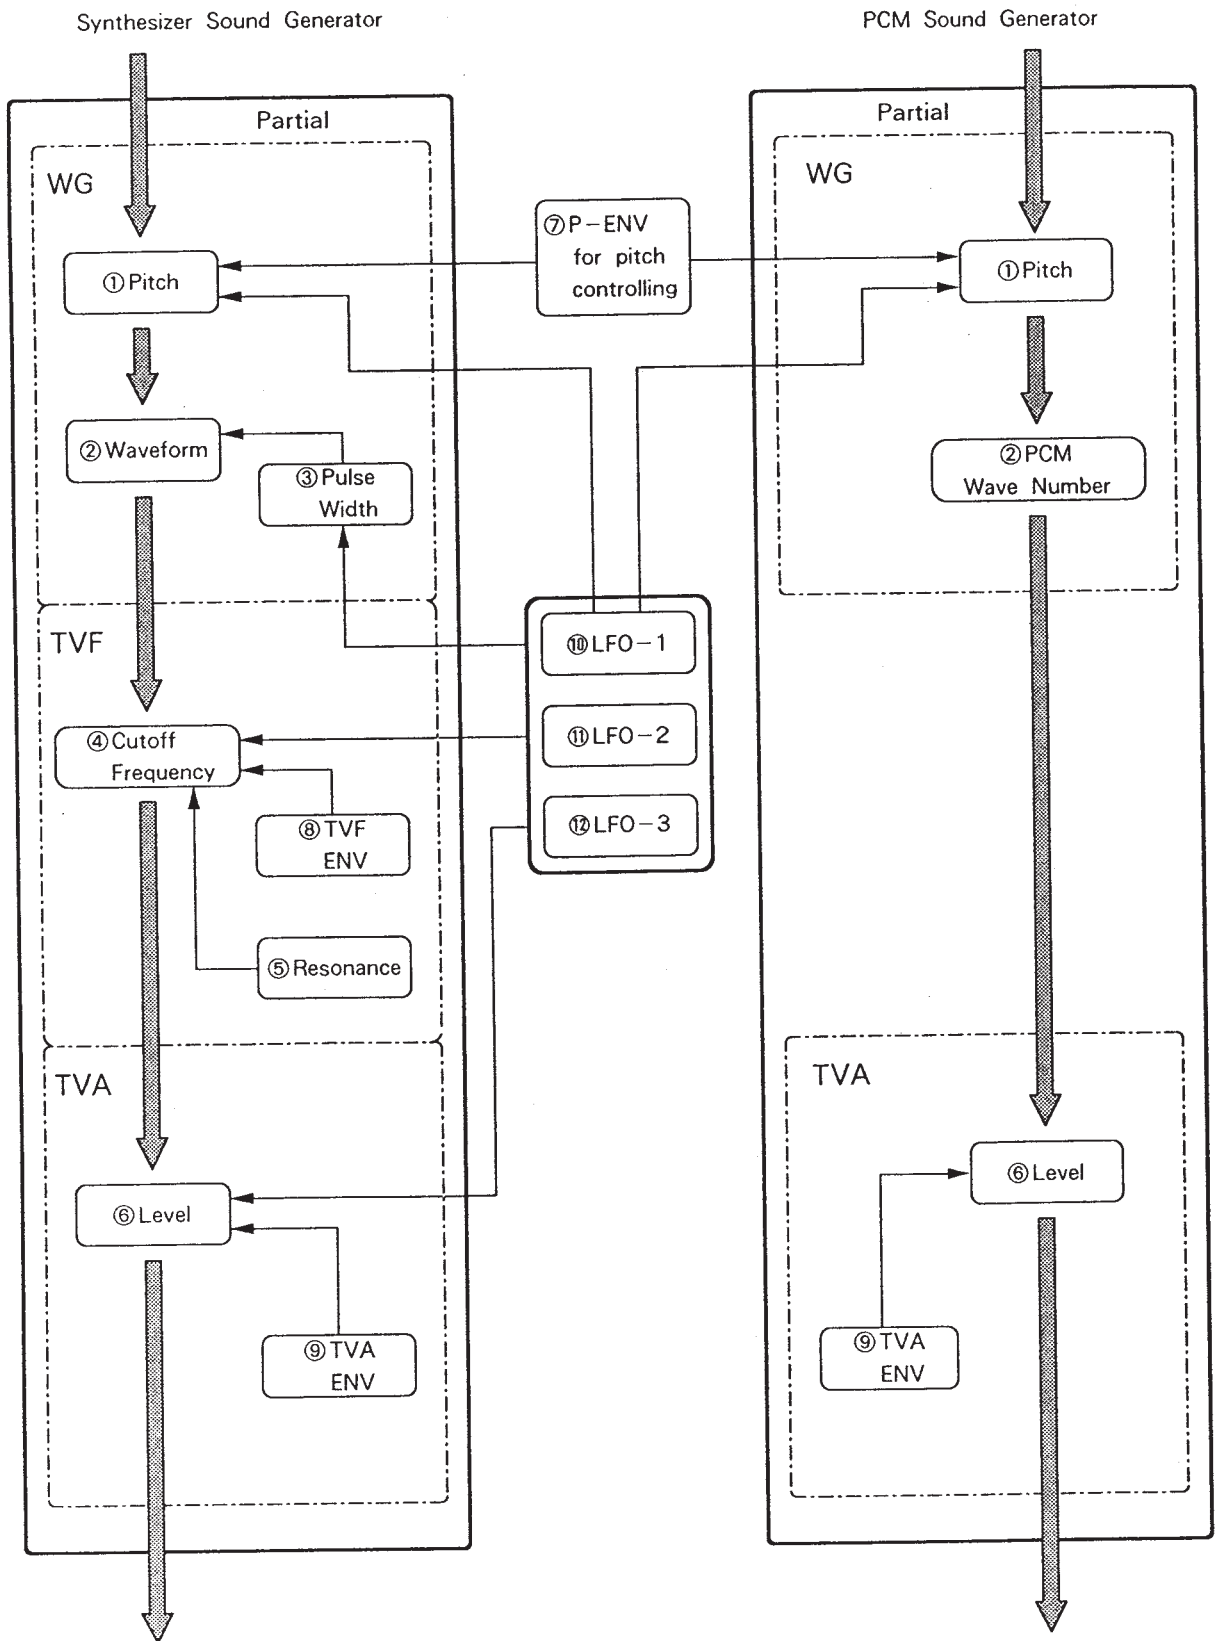 Synthesizer Sound Generator
Partial
WG
①Pitch
②Waveform
③Pulse
Width
TVF
④Cutoff
Frequency
⑧TVF
ENV
⑤Resonance
TVA
⑥Level
⑨TVA
ENV
⑦P-ENV
for pitch
controlling
⑩LFO-1
⑪LFO-2
⑫LFO-3
PCM Sound Generator
Partial
WG
①Pitch
②PCM
Wave Number
TVA
⑥Level
⑨TVA
ENV